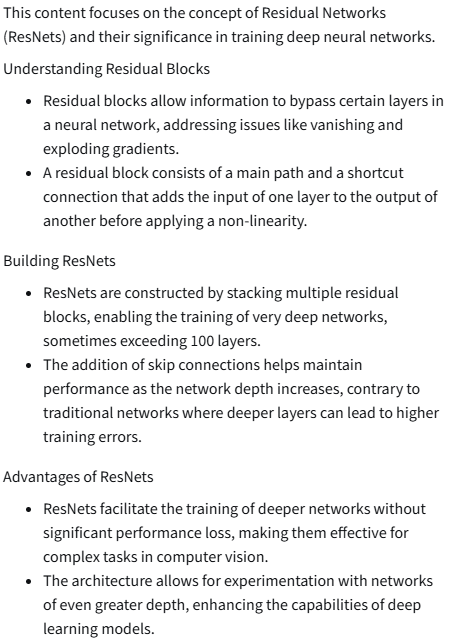 This content focuses on the concept of Residual Networks
(ResNets) and their significance in training deep neural networks.
Understanding Residual Blocks
• Residual blocks allow information to bypass certain layers in
a neural network, addressing issues like vanishing and
exploding gradients.
• A residual block consists of a main path and a shortcut
connection that adds the input of one layer to the output of
another before applying a non-linearity.
Building ResNets
• ResNets are constructed by stacking multiple residual
blocks, enabling the training of very deep networks,
sometimes exceeding 100 layers.
• The addition of skip connections helps maintain
performance as the network depth increases, contrary to
traditional networks where deeper layers can lead to higher
training errors.
Advantages of ResNets
• ResNets facilitate the training of deeper networks without
significant performance loss, making them effective for
complex tasks in computer vision.
• The architecture allows for experimentation with networks
of even greater depth, enhancing the capabilities of deep
learning models.